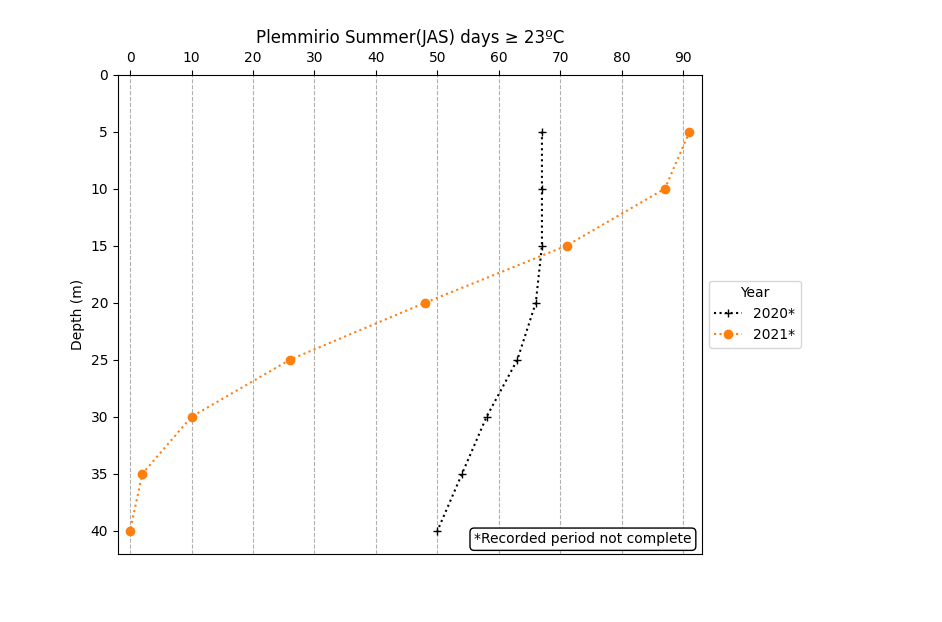 Plemmirio Summer(JAS) days ≥ 23ºC
0 10 20 30 40 50 60 70 80 90
0
5
10
15
20
25
30
35
40
Depth (m)
Year
2020*
2021*
*Recorded period not complete